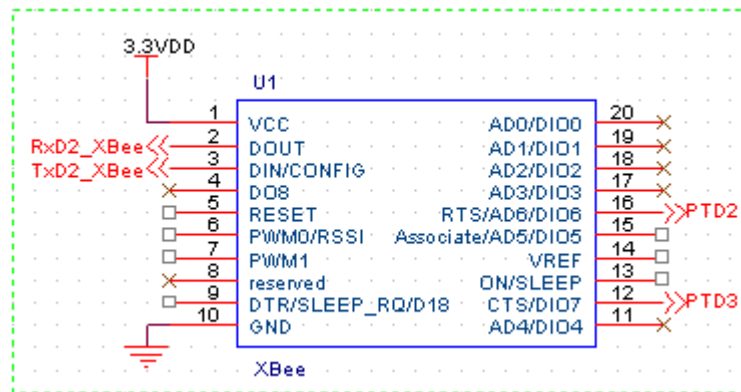 3.3VDD
U1
1 VCC AD0/DIO0 20
RxD2_XBee 2 DOUT AD1/DIO1 19
TxD2_XBee 3 DIN/CONFIG AD2/DIO2 18
4 DO8 AD3/DIO3 17
5 RESET RTS/AD6/DIO6 16 PTD2
6 PWM0/RSSI Associate/AD5/DIO5 15
7 PWM1 VREF 14
8 reserved ON/SLEEP 13
9 DTR/SLEEP_RQ/D18 CTS/DIO7 12 PTD3
10 GND AD4/DIO4 11
XBee